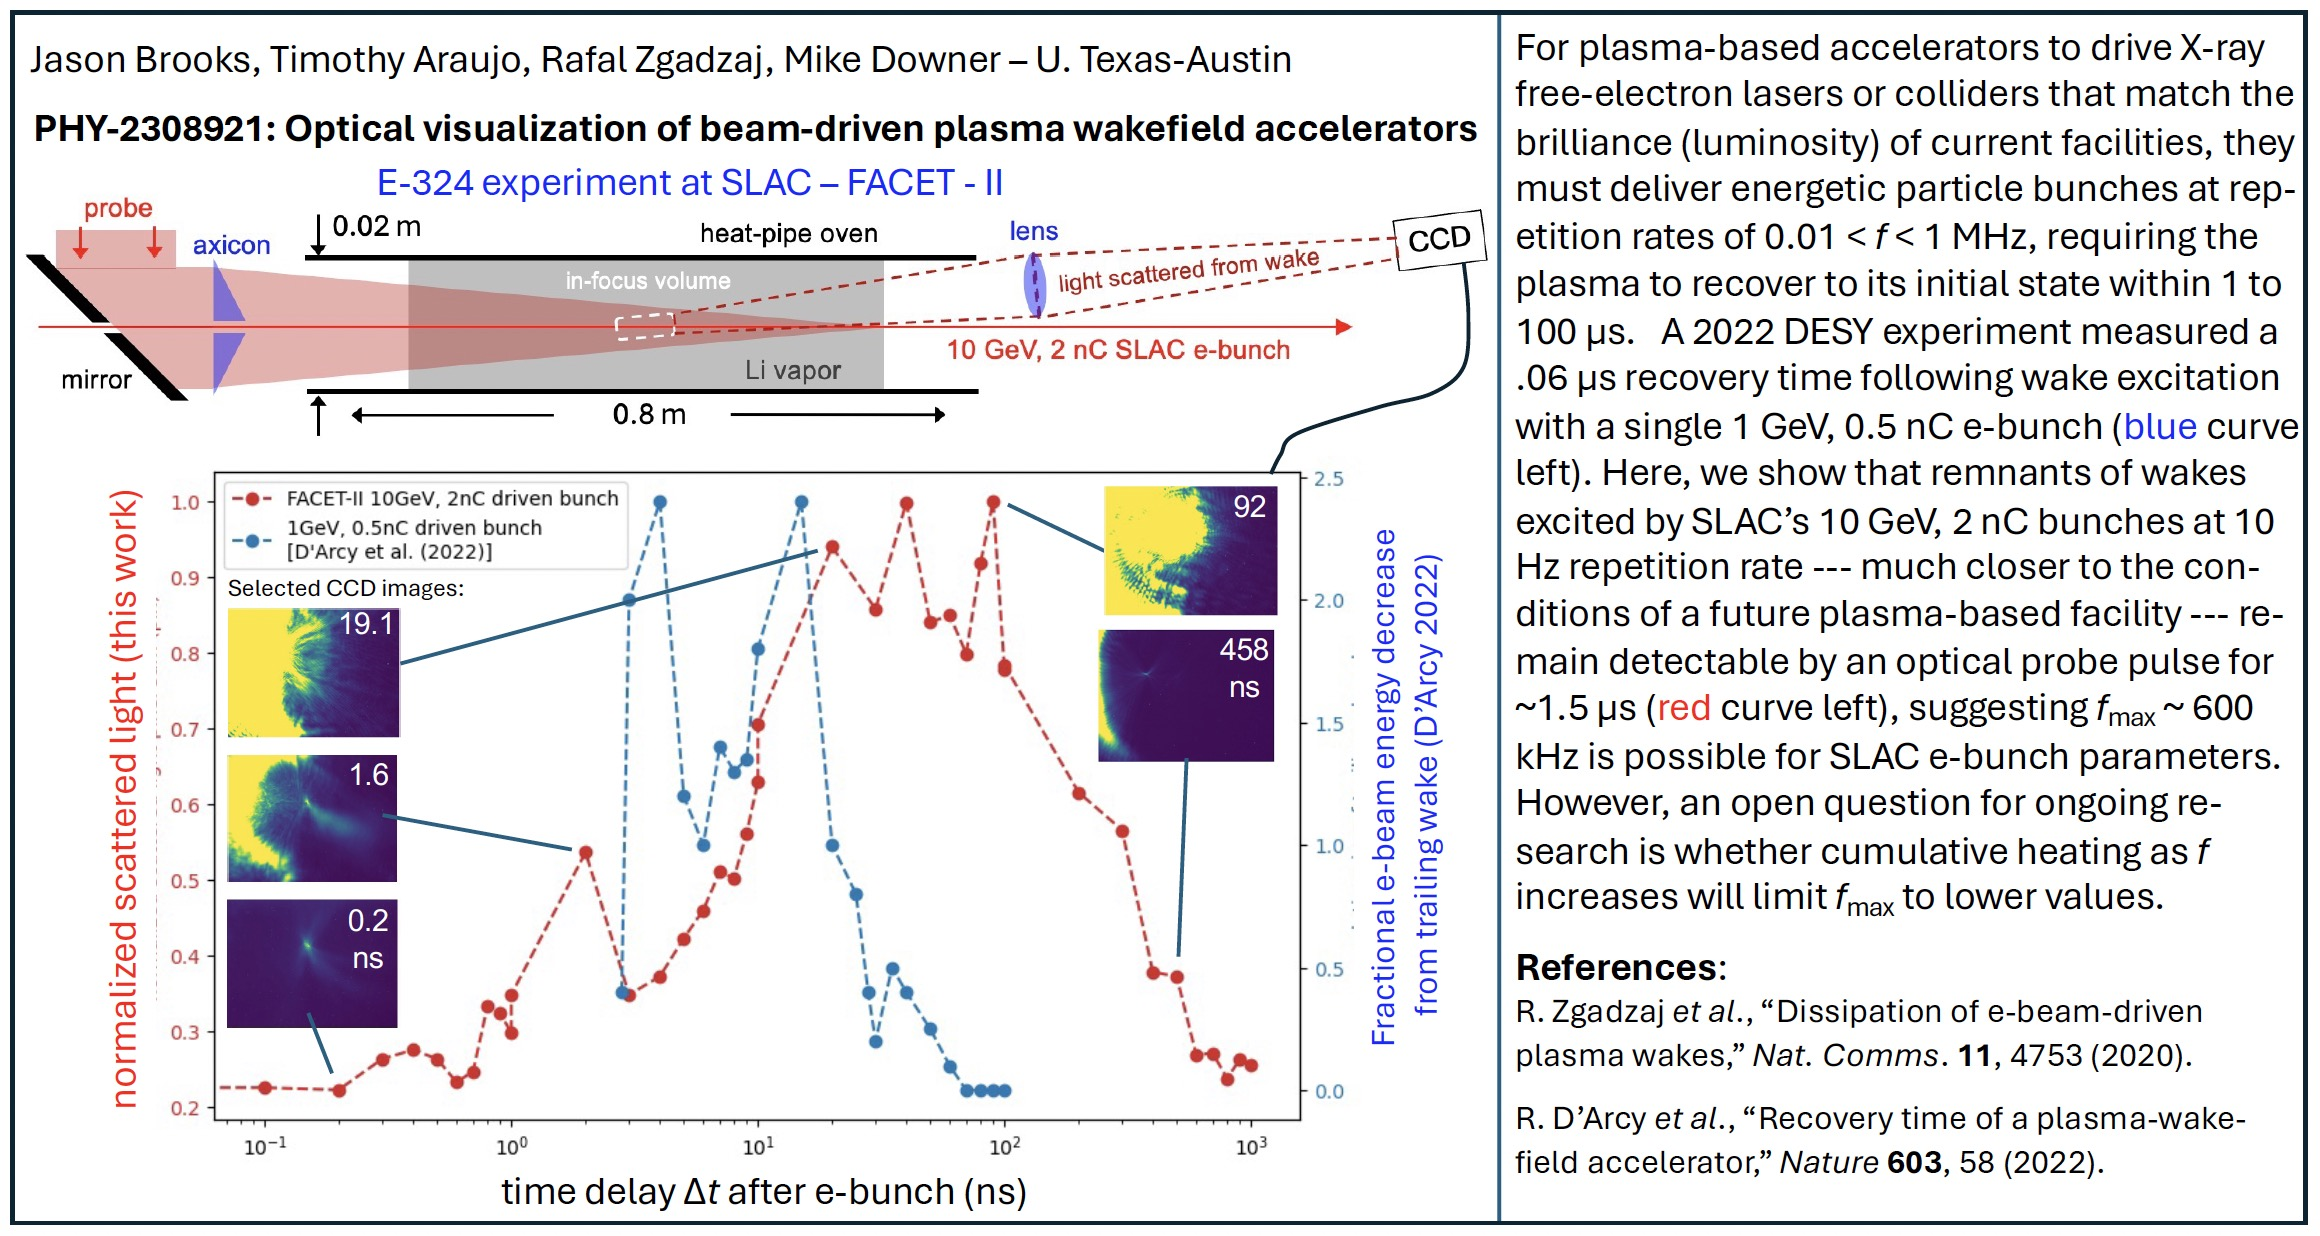 Jason Brooks, Timothy Araujo, Rafal Zgadzaj, Mike Downer – U. Texas-Austin
PHY-2308921: Optical visualization of beam-driven plasma wakefield accelerators
E-324 experiment at SLAC – FACET - II
probe
axicon
mirror
0.02 m
heat-pipe oven
in-focus volume
Li vapor
0.8 m
lens
light scattered from wake
CCD
10 GeV, 2 nC SLAC e-bunch
normalized scattered light (this work)
1.0
0.9
0.8
0.7
0.6
0.5
0.4
0.3
0.2
FACET-II 10GeV, 2nC driven bunch
1GeV, 0.5nC driven bunch
[D'Arcy et al. (2022)]
Selected CCD images:
19.1
1.6
0.2
ns
92
458
ns
2.5
2.0
1.5
1.0
0.5
0.0
Fractional e-beam energy decrease
from trailing wake (D’Arcy 2022)
10⁻¹
10⁰
10¹
10²
10³
time delay Δt after e-bunch (ns)
For plasma-based accelerators to drive X-ray
free-electron lasers or colliders that match the
brilliance (luminosity) of current facilities, they
must deliver energetic particle bunches at rep-
etition rates of 0.01 < f < 1 MHz, requiring the
plasma to recover to its initial state within 1 to
100 µs. A 2022 DESY experiment measured a
.06 µs recovery time following wake excitation
with a single 1 GeV, 0.5 nC e-bunch (blue curve
left). Here, we show that remnants of wakes
excited by SLAC’s 10 GeV, 2 nC bunches at 10
Hz repetition rate --- much closer to the con-
ditions of a future plasma-based facility --- re-
main detectable by an optical probe pulse for
~1.5 µs (red curve left), suggesting fmax ~ 600
kHz is possible for SLAC e-bunch parameters.
However, an open question for ongoing re-
search is whether cumulative heating as f
increases will limit fmax to lower values.
References:
R. Zgadzaj et al., “Dissipation of e-beam-driven
plasma wakes,” Nat. Comms. 11, 4753 (2020).
R. D’Arcy et al., “Recovery time of a plasma-wake-
field accelerator,” Nature 603, 58 (2022).